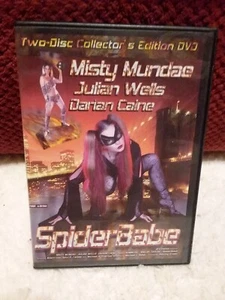 Two-Disc Collector's Edition DVD
Misty Mundae
Julian Wells
Darian Caine
SpiderBabe